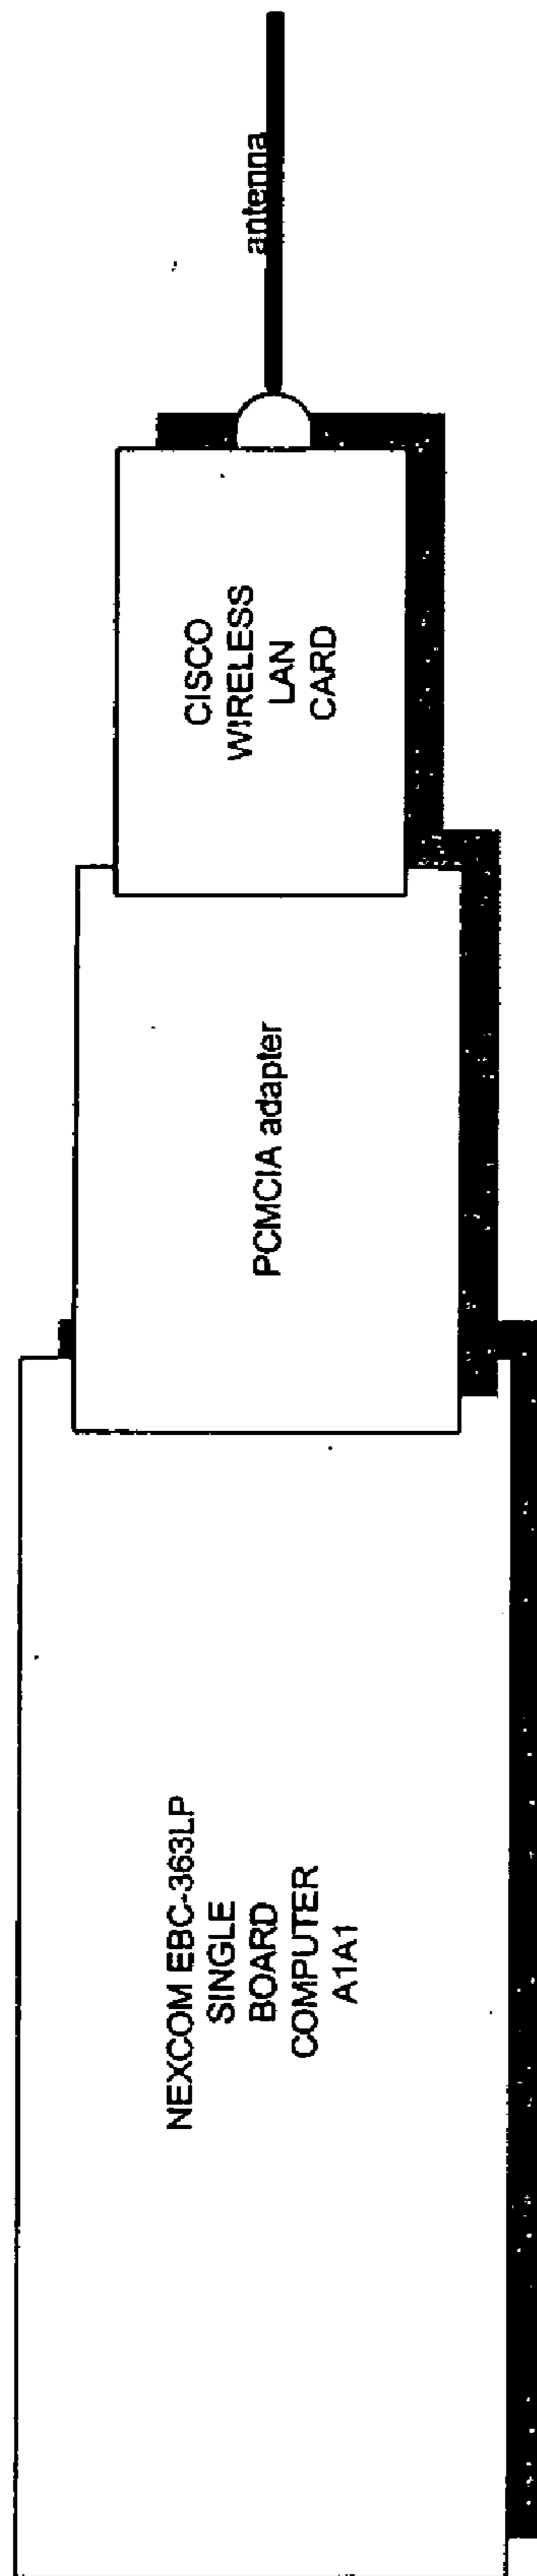 NEXCOM EBC-363LP
SINGLE
BOARD
COMPUTER
A1A1
PCMCIA adapter
CISCO
WIRELESS
LAN
CARD
antenna